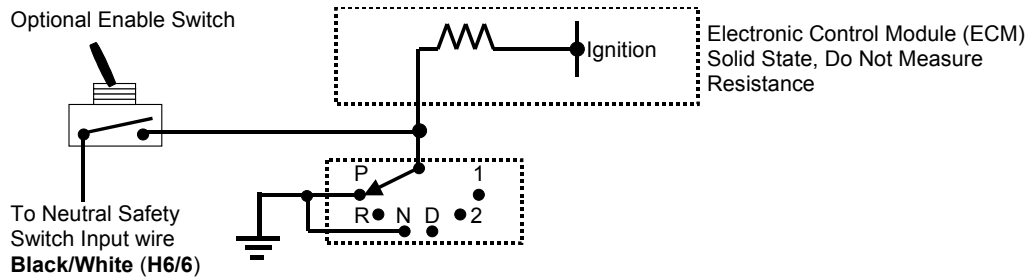 Optional Enable Switch
Ignition
Electronic Control Module (ECM)
Solid State, Do Not Measure
Resistance
P 1
R N D 2
To Neutral Safety
Switch Input wire
Black/White (H6/6)